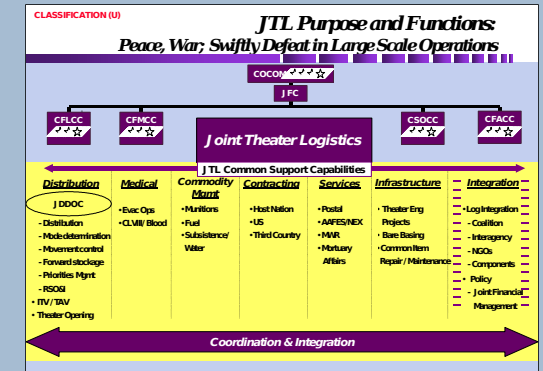 CLASSIFICATION (U)
JTL Purpose and Functions:
Peace, War; Swiftly Defeat in Large Scale Operations
JFC
CFLCC
CFMCC
CSOCC
CFACC
Joint Theater Logistics
JTL Common Support Capabilities
Distribution
JDDOC
- Distribution
- Mode determination
- Movement control
- Forward stockage
- Priorities Mgmt
- RSO&I
• ITV / TAV
• Theater Opening
Medical
• Evac Ops
• CL VIII/ Blood
Commodity
Mgmt
• Munitions
• Fuel
• Subsistence/
Water
Contracting
• Host Nation
• US
• Third Country
Services
• Postal
• AAFES/NEX
• MWR
• Mortuary
Affairs
Infrastructure
• Theater Eng
Projects
• Bare Basing
• Common Item
Repair / Maintenance
Integration
• Log Integration
- Coalition
- Interagency
- NGOs
- Components
• Policy
- Joint Financial
Management
Coordination & Integration